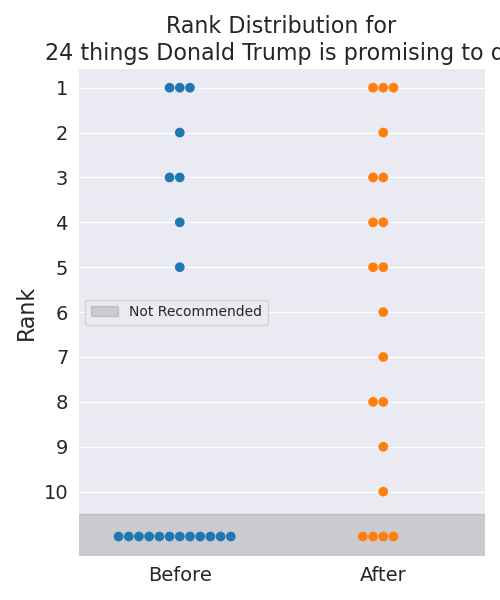 Rank Distribution for
24 things Donald Trump is promising to
1
2
3
4
5
6
7
8
9
10
Rank
Not Recommended
Before
After